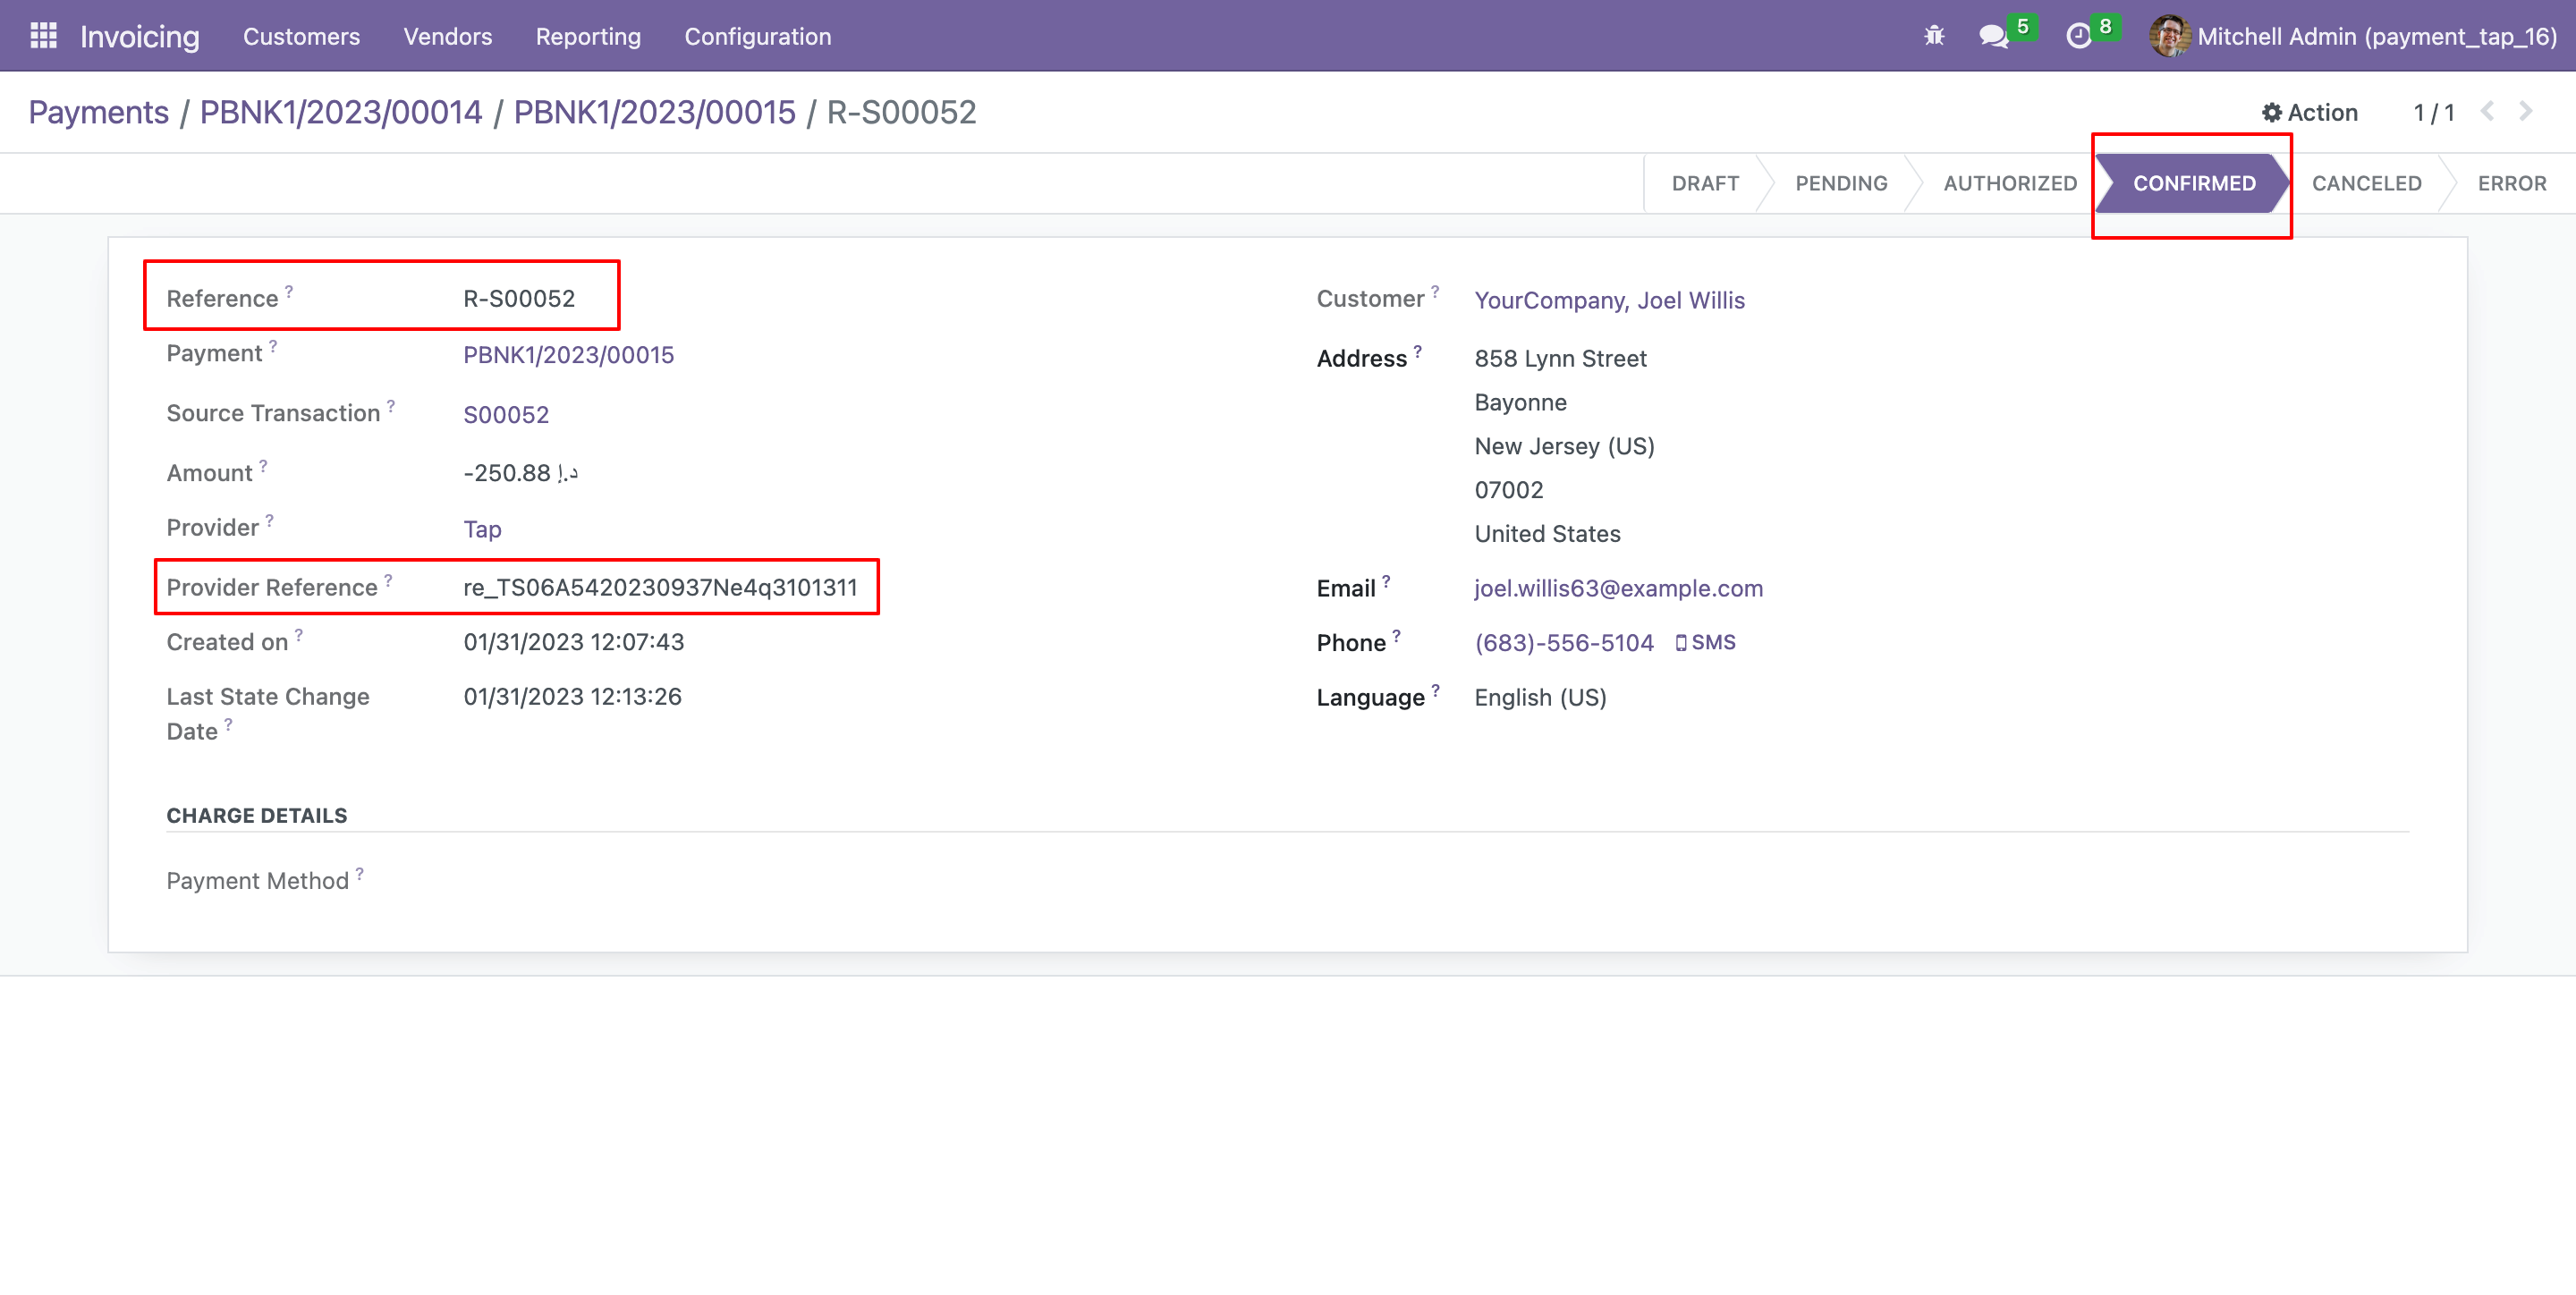 Invoicing Customers Vendors Reporting Configuration 5 8 Mitchell Admin (payment_tap_16)
Payments / PBNK1/2023/00014 / PBNK1/2023/00015 / R-S00052 Action 1 / 1
DRAFT PENDING AUTHORIZED CONFIRMED CANCELED ERROR
Reference ? R-S00052
Payment ? PBNK1/2023/00015
Source Transaction ? S00052
Amount ? -250.88 د.إ
Provider ? Tap
Provider Reference ? re_TS06A5420230937Ne4q3101311
Created on ? 01/31/2023 12:07:43
Last State Change 01/31/2023 12:13:26
Date ?
Customer ? YourCompany, Joel Willis
Address ? 858 Lynn Street
Bayonne
New Jersey (US)
07002
United States
Email ? joel.willis63@example.com
Phone ? (683)-556-5104 SMS
Language ? English (US)
CHARGE DETAILS
Payment Method ?